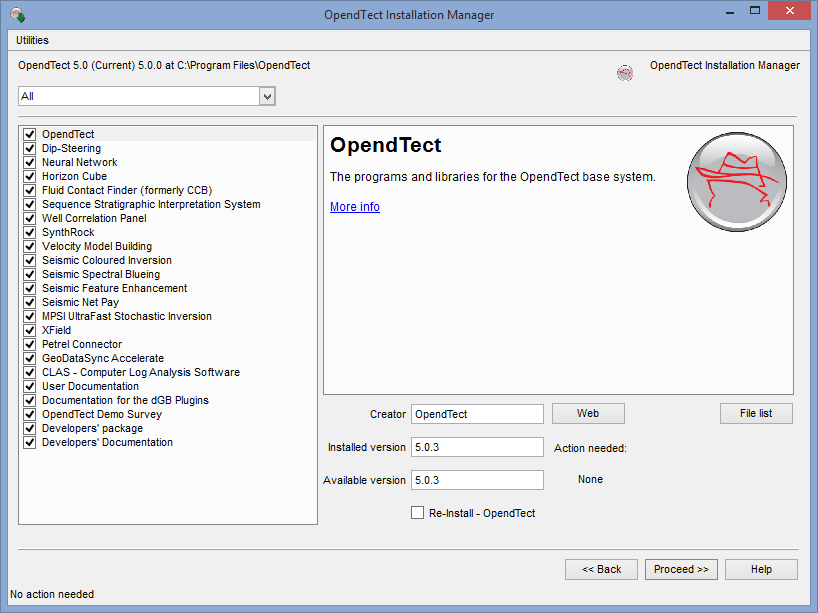 OpendTect Installation Manager
Utilities
OpendTect 5.0 (Current) 5.0.0 at C:\Program Files\OpendTect
OpendTect Installation Manager
All
OpendTect
Dip-Steering
Neural Network
Horizon Cube
Fluid Contact Finder (formerly CCB)
Sequence Stratigraphic Interpretation System
Well Correlation Panel
SynthRock
Velocity Model Building
Seismic Coloured Inversion
Seismic Spectral Blueing
Seismic Feature Enhancement
Seismic Net Pay
MPSI UltraFast Stochastic Inversion
XField
Petrel Connector
GeoDataSync Accelerate
CLAS - Computer Log Analysis Software
User Documentation
Documentation for the dGB Plugins
OpendTect Demo Survey
Developers' package
Developers' Documentation
OpendTect
The programs and libraries for the OpendTect base system.
More info
Creator OpendTect Web File list
Installed version 5.0.3 Action needed:
Available version 5.0.3 None
Re-Install - OpendTect
<< Back Proceed >> Help
No action needed